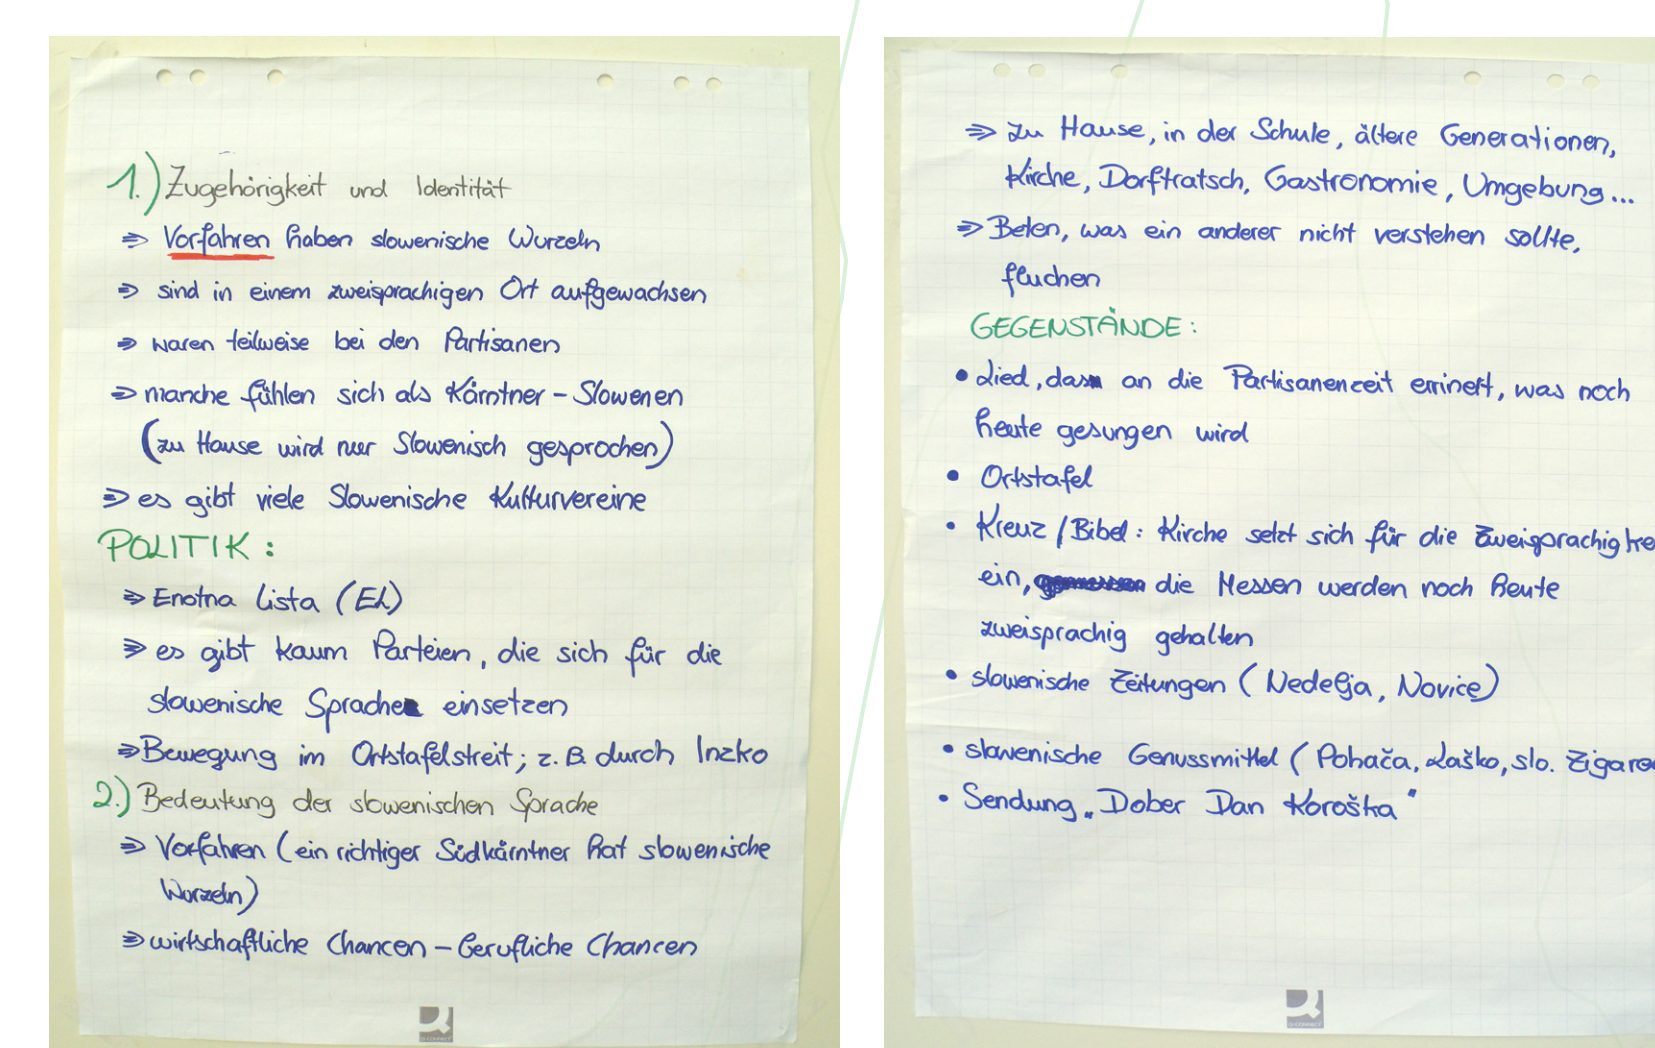 1.) Zugehörigkeit und Identität
⇒ Vorfahren haben slowenische Wurzeln
⇒ sind in einem zweisprachigen Ort aufgewachsen
⇒ waren teilweise bei den Partisanen
⇒ manche fühlen sich als Kärntner – Slowenen
(zu Hause wird nur Slowenisch gesprochen)
⇒ es gibt viele Slowenische Kulturvereine
POLITIK:
⇒ Enotna Lista (EL)
⇒ es gibt kaum Parteien, die sich für die
slowenische Sprache einsetzen
⇒ Bewegung im Ortstafelstreit; z.B. durch Inzko
2.) Bedeutung der slowenischen Sprache
⇒ Vorfahren (ein richtiger Südkärntner hat slowenische
Wurzeln)
⇒ wirtschaftliche Chancen – berufliche Chancen
Q-CONNECT
⇒ zu Hause, in der Schule, ältere Generationen,
Kirche, Dorftratsch, Gastronomie, Umgebung...
⇒ Beten, was ein anderer nicht verstehen sollte,
fluchen
GEGENSTÄNDE:
• Lied, das an die Partisanenzeit errinert, was noch
heute gesungen wird
• Ortstafel
• Kreuz / Bibel: Kirche setzt sich für die Zweisprachigke
ein, die Messen werden noch heute
zweisprachig gehalten
• slowenische Zeitungen (Nedelja, Novice)
• slowenische Genussmittel (Pohača, Laško, slo. Zigare
• Sendung „Dober Dan Koroška"
Q-CONNECT